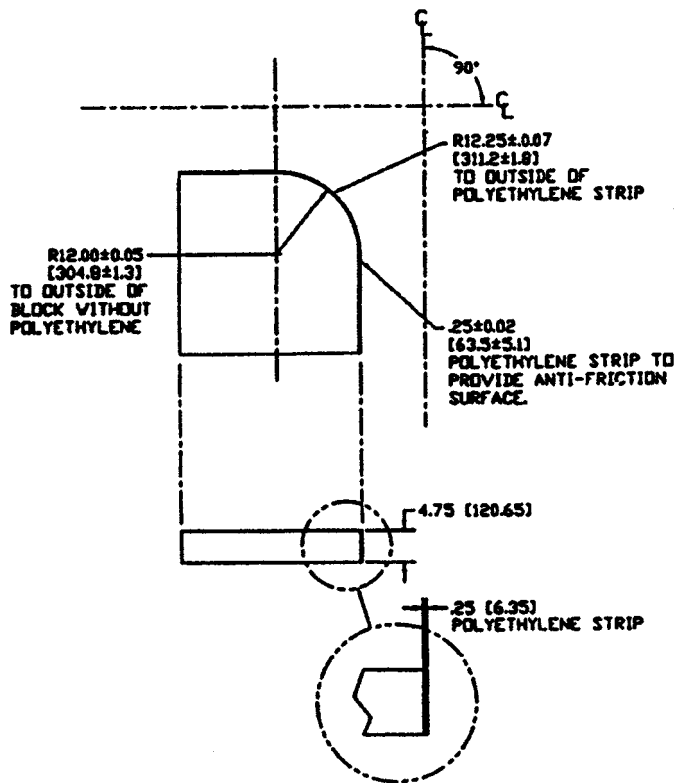 ℄
90°
℄
R12.25±.0.07
[311.2±1.8]
TO OUTSIDE OF
POLYETHYLENE STRIP
R12.00±0.05
[304.8±1.3]
TO OUTSIDE OF
BLOCK WITHOUT
POLYETHYLENE
.25±0.02
[63.5±5.1]
POLYETHYLENE STRIP TO
PROVIDE ANTI-FRICTION
SURFACE.
4.75 [120.65]
.25 [6.35]
POLYETHYLENE STRIP